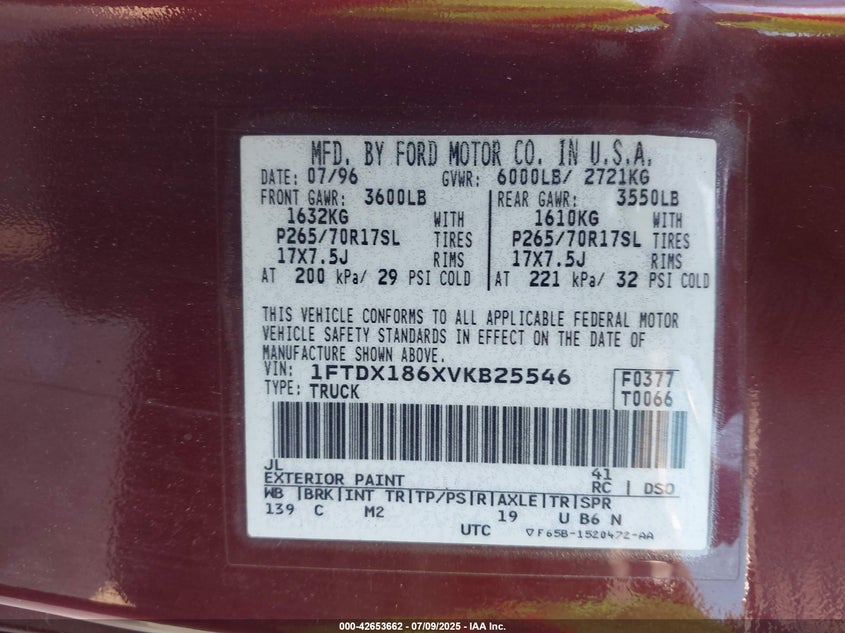 MFD. BY FORD MOTOR CO. IN U.S.A.
DATE: 07/96 GVWR: 6000LB/ 2721KG
FRONT GAWR: 3600LB REAR GAWR: 3550LB
1632KG WITH 1610KG WITH
P265/70R17SL TIRES P265/70R17SL TIRES
17X7.5J RIMS 17X7.5J RIMS
AT 200 kPa/ 29 PSI COLD AT 221 kPa/ 32 PSI COLD
THIS VEHICLE CONFORMS TO ALL APPLICABLE FEDERAL MOTOR
VEHICLE SAFETY STANDARDS IN EFFECT ON THE DATE OF
MANUFACTURE SHOWN ABOVE.
VIN: 1FTDX186XVKB25546 F0377
TYPE: TRUCK T0066
JL 41
EXTERIOR PAINT RC | DSO
WB |BRK|INT TR|TP/PS|R|AXLE|TR|SPR
139 C M2 19 U B6 N
UTC ▽F65B-1520472-AA
000-42653662 / 07/09/2025 - IAA Inc.